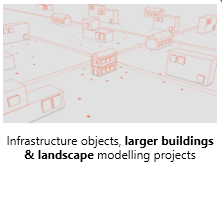 Infrastructure objects, larger buildings
& landscape modelling projects